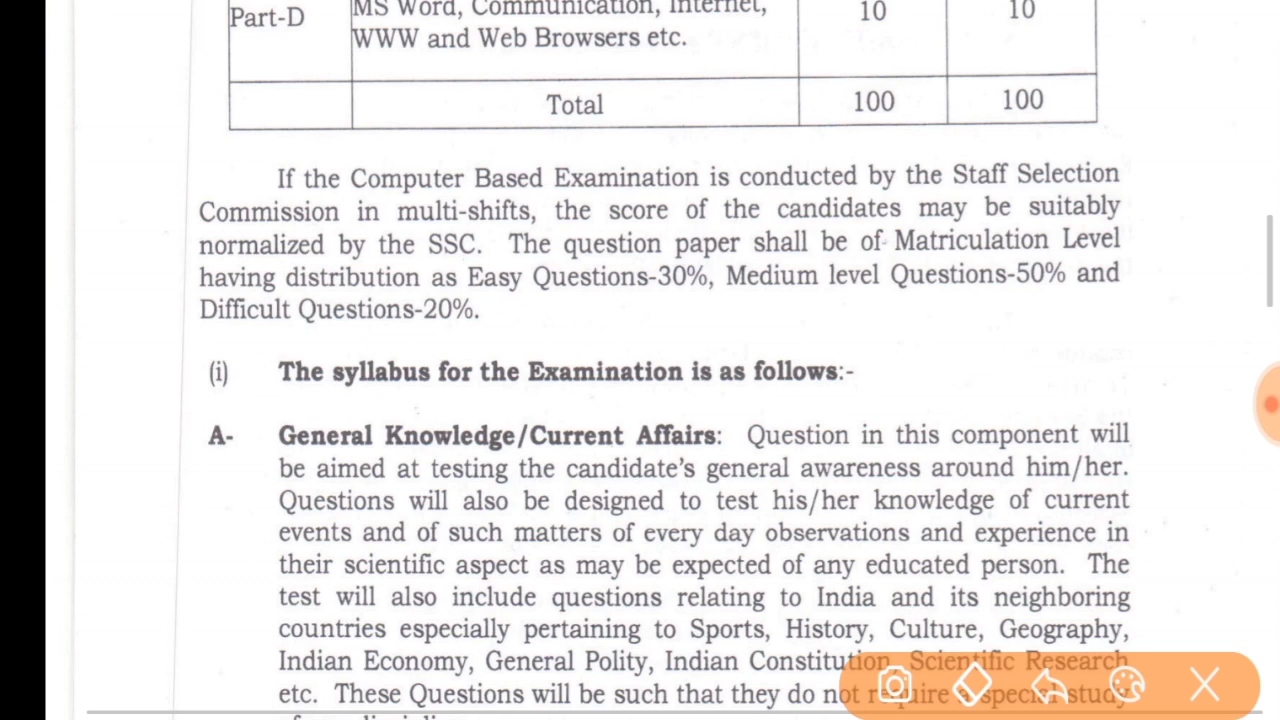 Part-D
MS Word, Communication, Internet,
WWW and Web Browsers etc.
10
10
Total
100
100
If the Computer Based Examination is conducted by the Staff Selection
Commission in multi-shifts, the score of the candidates may be suitably
normalized by the SSC. The question paper shall be of Matriculation Level
having distribution as Easy Questions-30%, Medium level Questions-50% and
Difficult Questions-20%.
(i) The syllabus for the Examination is as follows:-
A- General Knowledge/Current Affairs: Question in this component will
be aimed at testing the candidate's general awareness around him/her.
Questions will also be designed to test his/her knowledge of current
events and of such matters of every day observations and experience in
their scientific aspect as may be expected of any educated person. The
test will also include questions relating to India and its neighboring
countries especially pertaining to Sports, History, Culture, Geography,
Indian Economy, General Polity, Indian Constitution, Scientific Research
etc. These Questions will be such that they do not require a special study